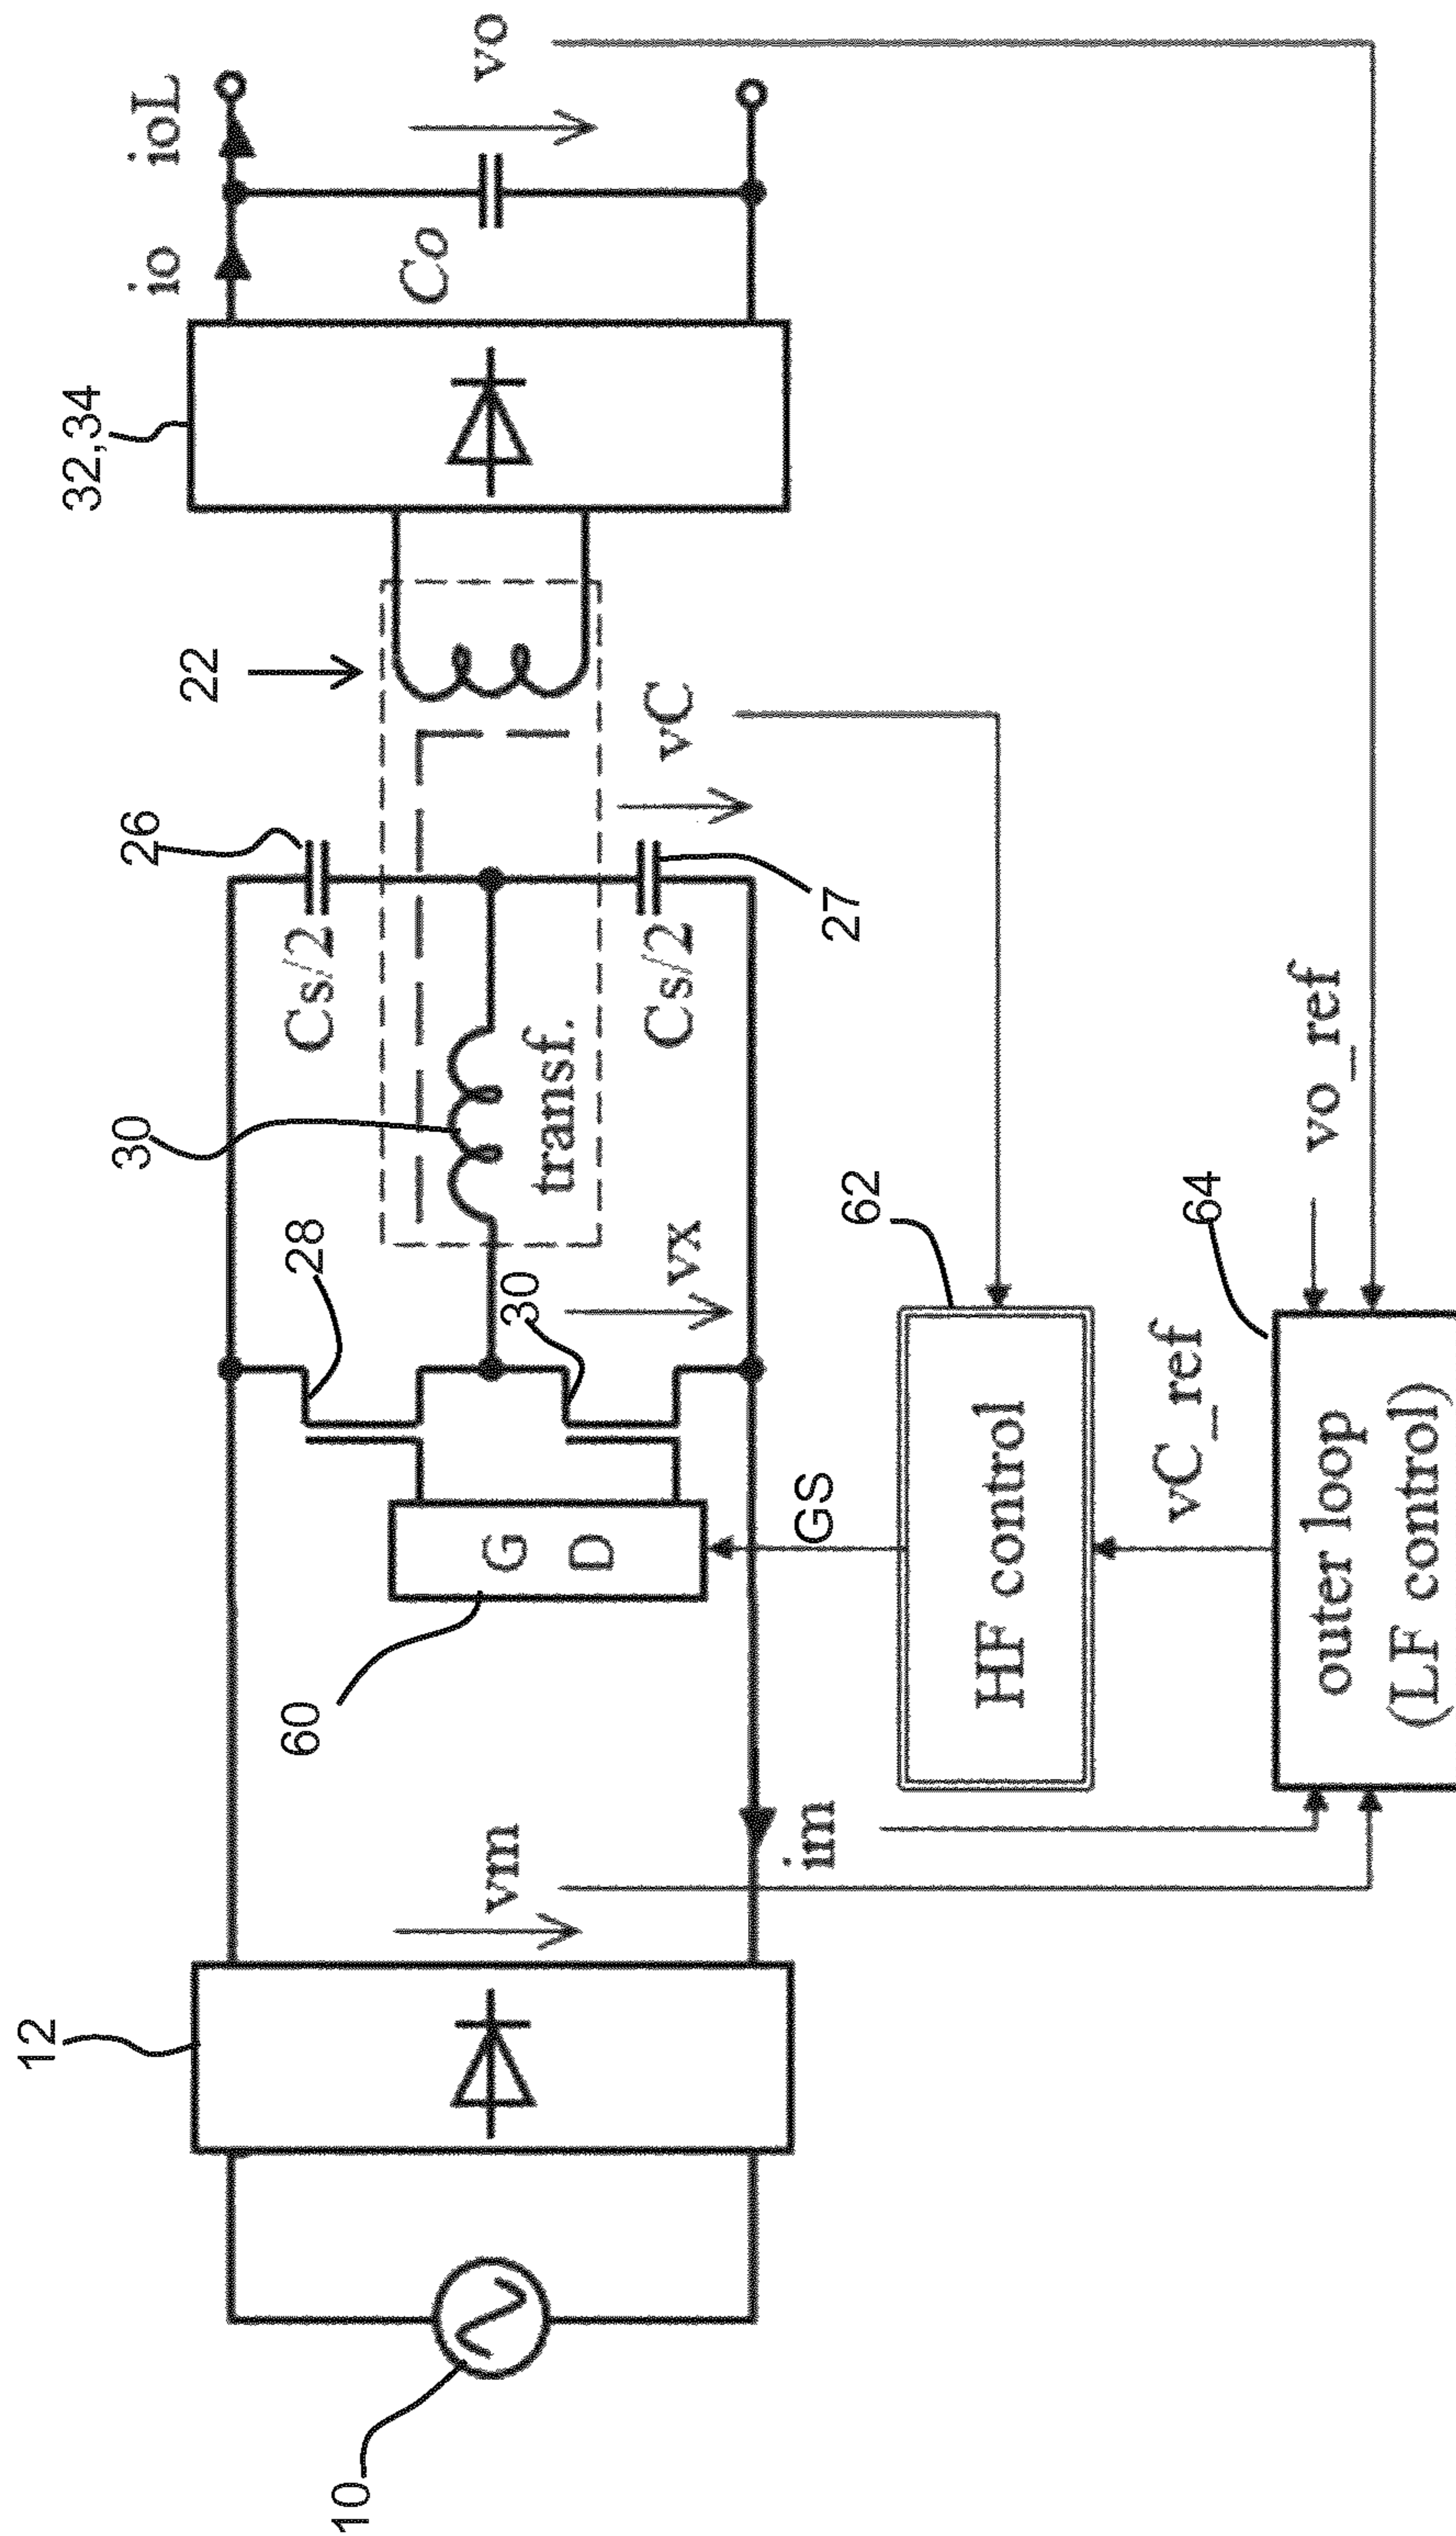 10
12
vm
im
60
G
D
GS
28
30
vx
30
transf.
26
Cs/2
Cs/2
27
22
vC
32,34
io
ioL
Co
vo
62
HF control
vC_ref
64
outer loop
(LF control)
vo_ref